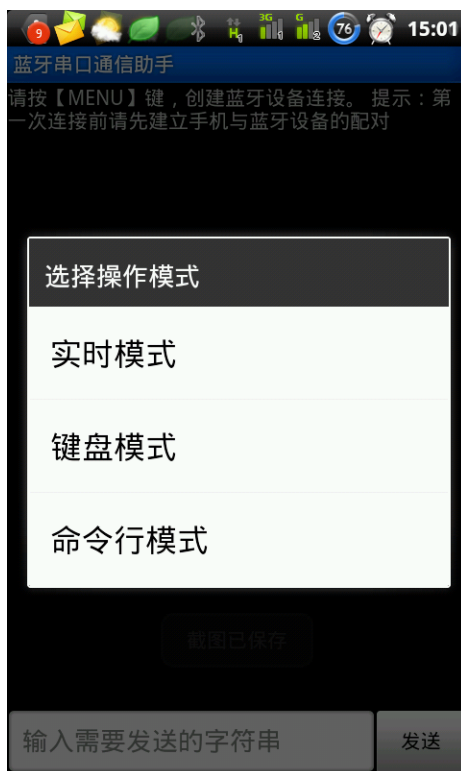 9 H 3G G 2 76 15:01
蓝牙串口通信助手
请按【MENU】键，创建蓝牙设备连接。 提示：第
一次连接前请先建立手机与蓝牙设备的配对
选择操作模式
实时模式
键盘模式
命令行模式
截图已保存
输入需要发送的字符串 发送